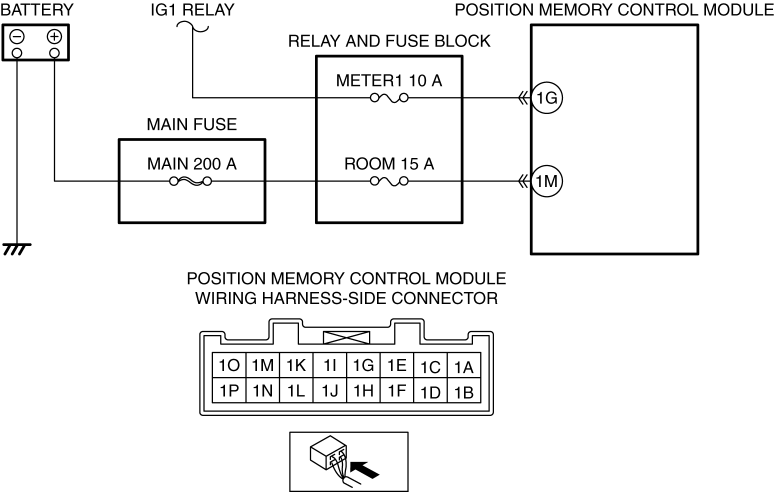 BATTERY
IG1 RELAY
POSITION MEMORY CONTROL MODULE
− +
RELAY AND FUSE BLOCK
METER1 10 A
1G
MAIN FUSE
MAIN 200 A
ROOM 15 A
1M
POSITION MEMORY CONTROL MODULE
WIRING HARNESS-SIDE CONNECTOR
1O 1M 1K 1I 1G 1E 1C 1A
1P 1N 1L 1J 1H 1F 1D 1B